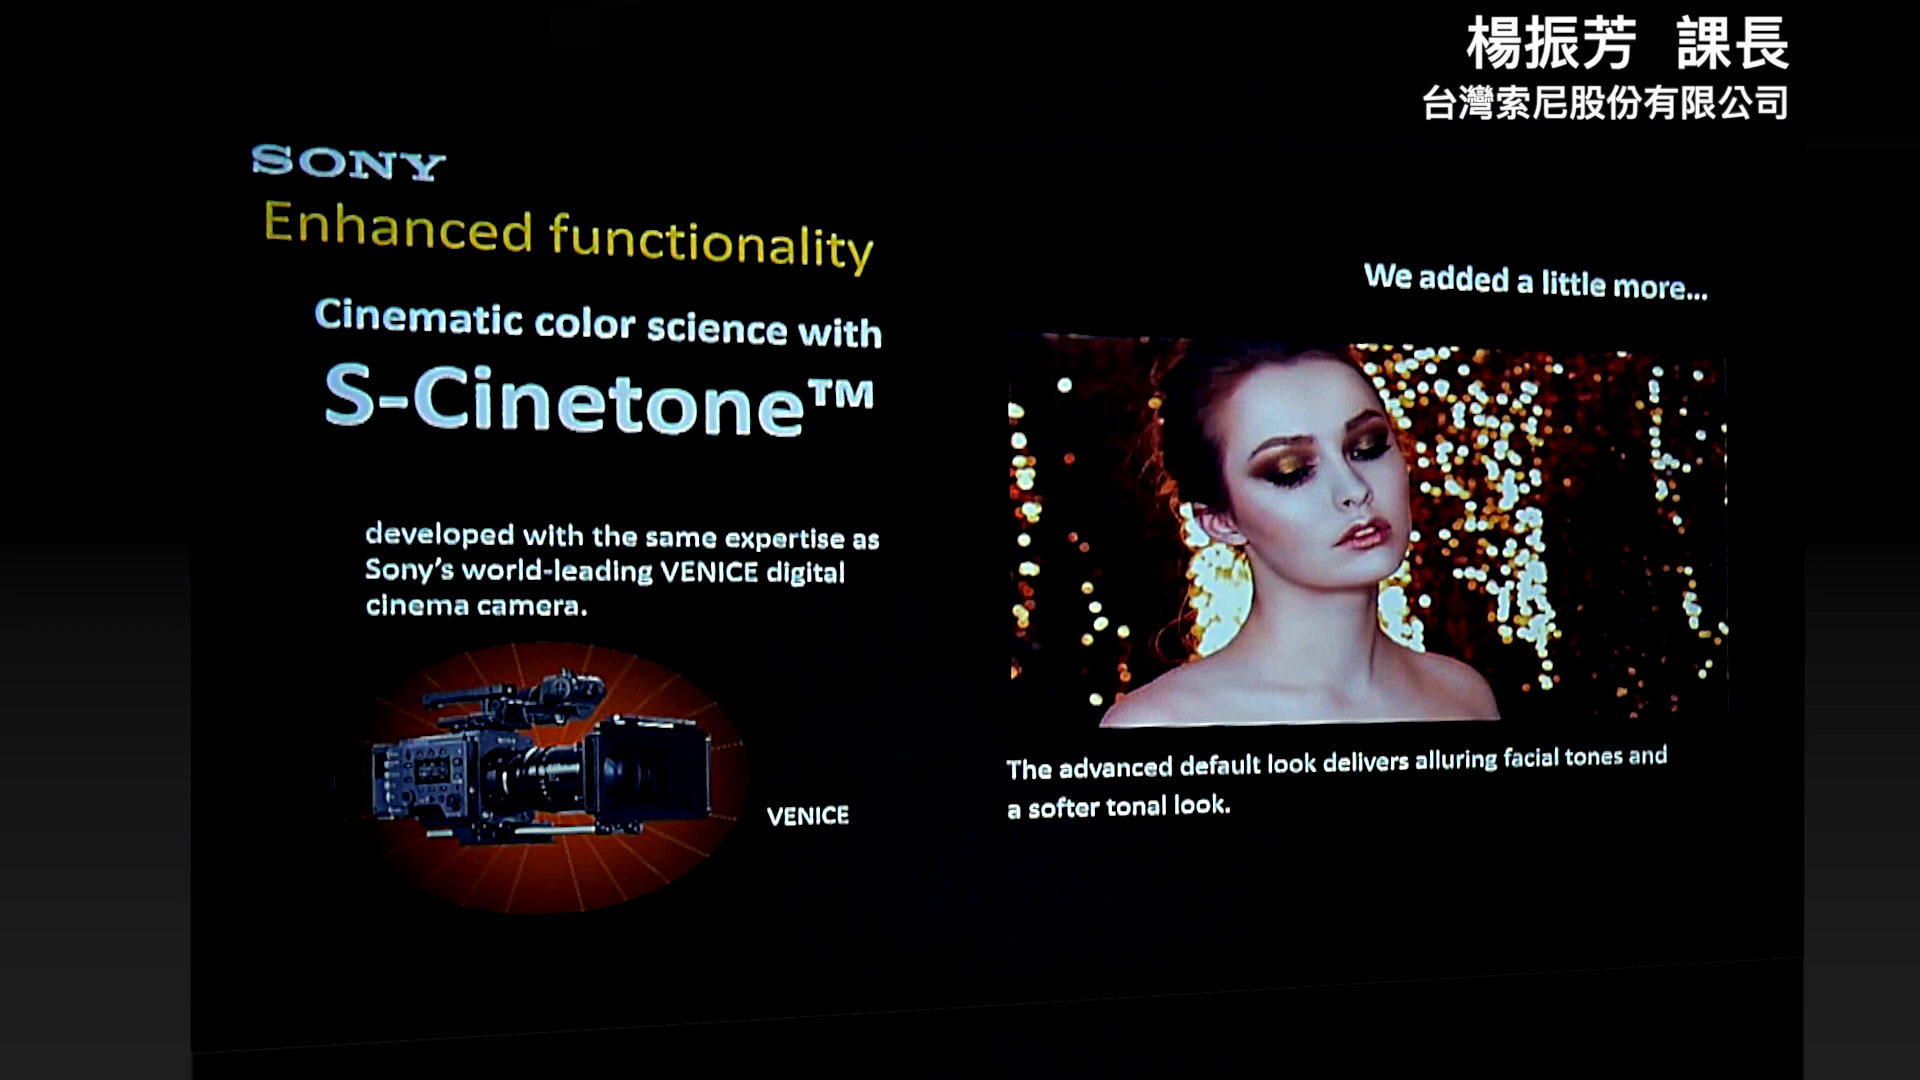 楊振芳 課長
台灣索尼股份有限公司
SONY
Enhanced functionality
Cinematic color science with
S-Cinetone™
developed with the same expertise as
Sony's world-leading VENICE digital
cinema camera.
VENICE
We added a little more...
The advanced default look delivers alluring facial tones and
a softer tonal look.